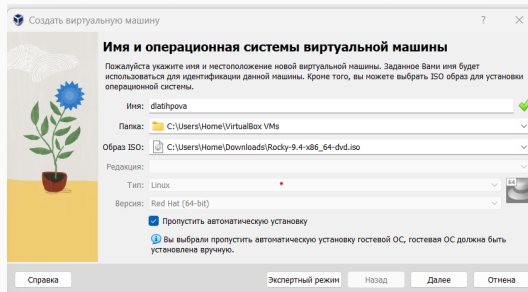 Создать виртуальную машину
Имя и операционная системы виртуальной машины
Пожалуйста укажите имя и местоположение новой виртуальной машины. Заданное Вами имя будет
использоваться для идентификации данной машины. Кроме того, вы можете выбрать ISO образ для установки
операционной системы.
Имя: dlatihpova
Папка: C:\Users\Home\VirtualBox VMs
Образ ISO: C:\Users\Home\Downloads\Rocky-9.4-x86_64-dvd.iso
Редакция:
Тип: Linux
64
Версия: Red Hat (64-bit)
Пропустить автоматическую установку
Вы выбрали пропустить автоматическую установку гостевой ОС, гостевая ОС должна быть
установлена вручную.
Справка Экспертный режим Назад Далее Отмена